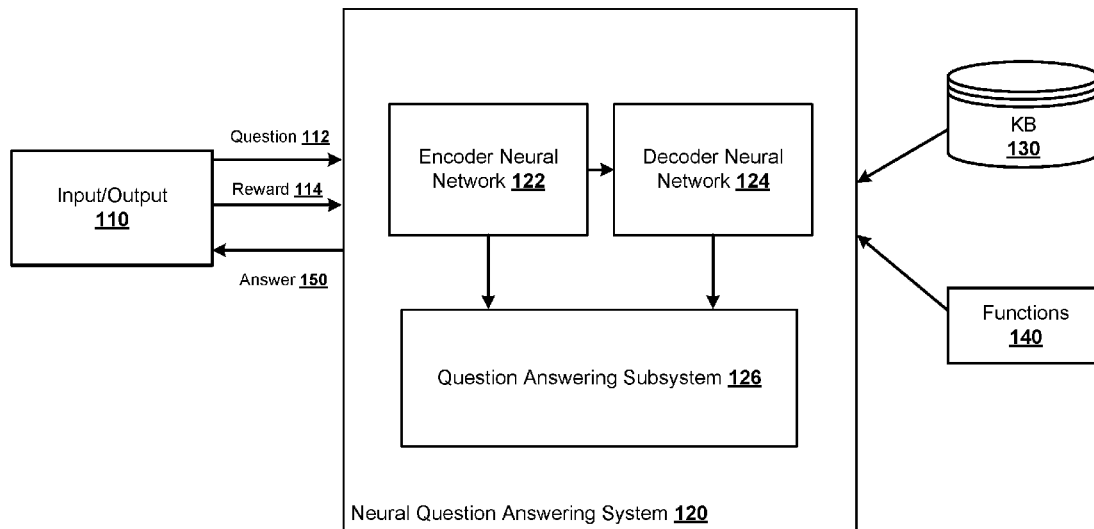 Question 112
Input/Output
110
Reward 114
Answer 150
Encoder Neural
Network 122
Decoder Neural
Network 124
Question Answering Subsystem 126
Neural Question Answering System 120
KB
130
Functions
140